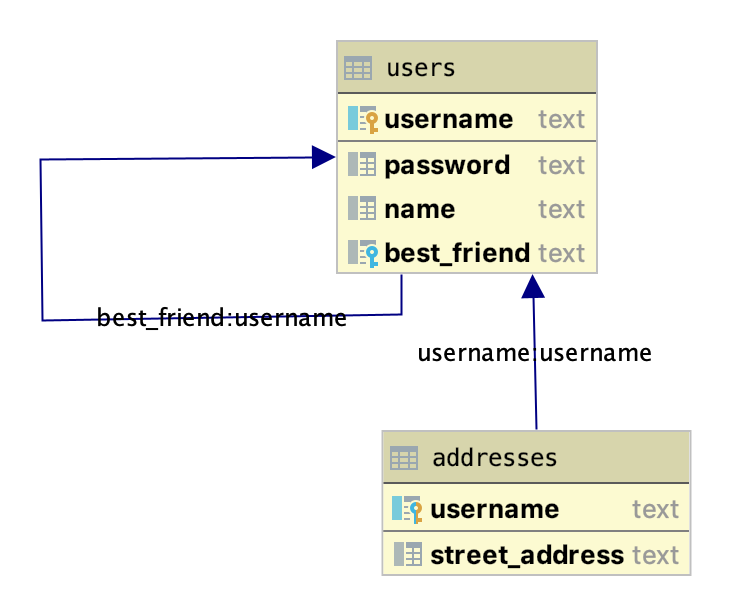 users
username text
password text
name text
best_friend text
best_friend:username
username:username
addresses
username text
street_address text